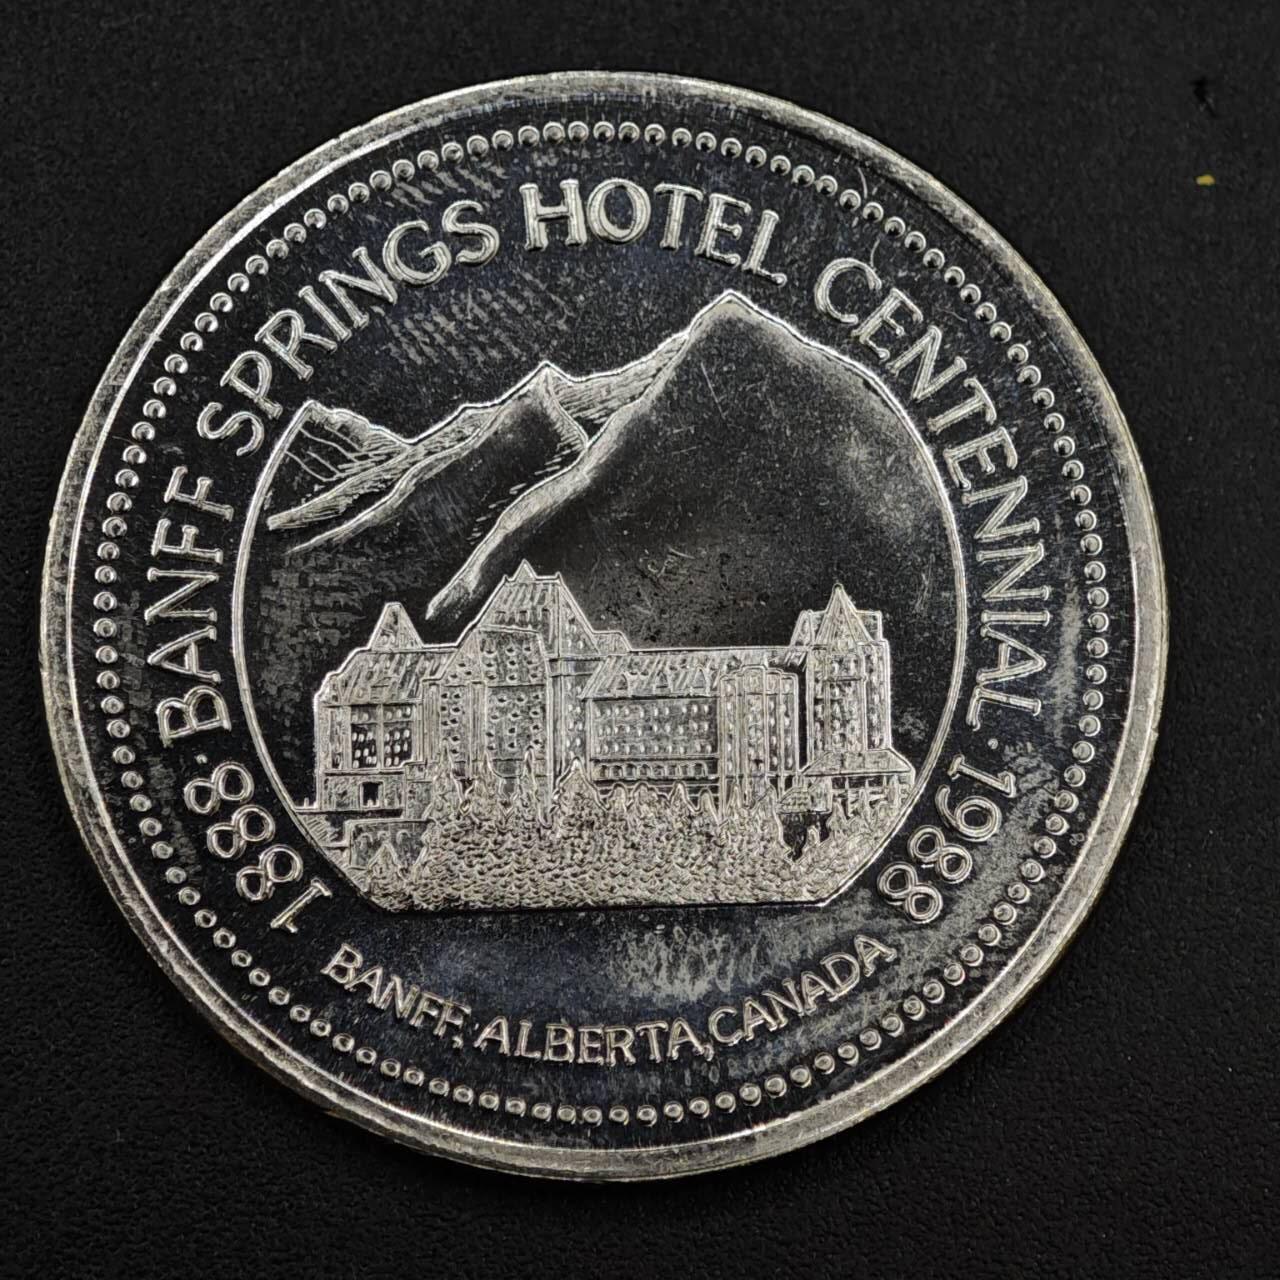 1888 · BANFF SPRINGS HOTEL CENTENNIAL · 1988
BANFF, ALBERTA, CANADA